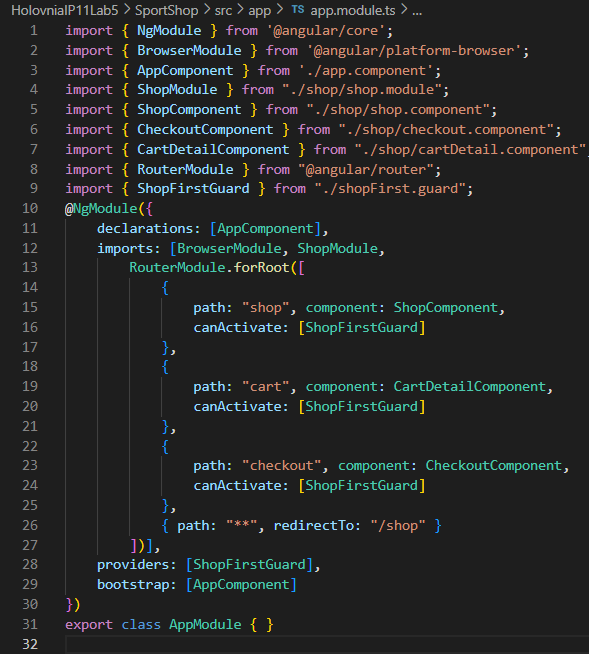 HolovniaIP11Lab5 > SportShop > src > app > TS app.module.ts > ...
1 import { NgModule } from '@angular/core';
2 import { BrowserModule } from '@angular/platform-browser';
3 import { AppComponent } from './app.component';
4 import { ShopModule } from "./shop/shop.module";
5 import { ShopComponent } from "./shop/shop.component";
6 import { CheckoutComponent } from "./shop/checkout.component";
7 import { CartDetailComponent } from "./shop/cartDetail.component"
8 import { RouterModule } from "@angular/router";
9 import { ShopFirstGuard } from "./shopFirst.guard";
10 @NgModule({
11     declarations: [AppComponent],
12     imports: [BrowserModule, ShopModule,
13         RouterModule.forRoot([
14             {
15                 path: "shop", component: ShopComponent,
16                 canActivate: [ShopFirstGuard]
17             },
18             {
19                 path: "cart", component: CartDetailComponent,
20                 canActivate: [ShopFirstGuard]
21             },
22             {
23                 path: "checkout", component: CheckoutComponent,
24                 canActivate: [ShopFirstGuard]
25             },
26             { path: "**", redirectTo: "/shop" }
27         ])],
28     providers: [ShopFirstGuard],
29     bootstrap: [AppComponent]
30 })
31 export class AppModule { }
32